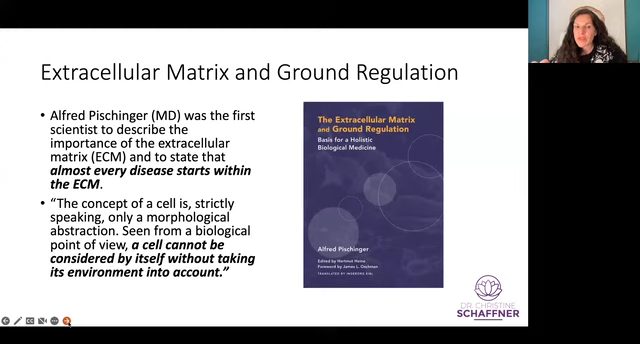 Extracellular Matrix and Ground Regulation
• Alfred Pischinger (MD) was the first
scientist to describe the
importance of the extracellular
matrix (ECM) and to state that
almost every disease starts within
the ECM.
• “The concept of a cell is, strictly
speaking, only a morphological
abstraction. Seen from a biological
point of view, a cell cannot be
considered by itself without taking
its environment into account.”
The Extracellular Matrix
and Ground Regulation
Basis for a Holistic
Biological Medicine
Alfred Pischinger
Edited by Hartmut Heine
Foreword by James L. Oschman
TRANSLATED BY INGEBORG EIBL
DR. CHRISTINE
SCHAFFNER